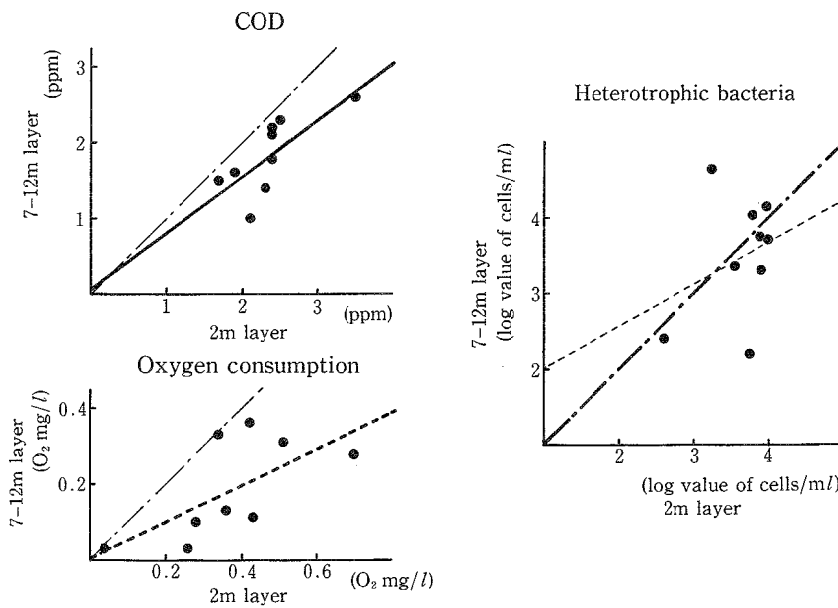 COD
7-12m layer
(ppm)
3
2
1
1
2
3
(ppm)
2m layer
Oxygen consumption
7-12m layer
(O₂ mg/l)
0.4
0.2
0.2
0.4
0.6
(O₂ mg/l)
2m layer
Heterotrophic bacteria
7-12m layer
(log value of cells/ml)
4
3
2
2
3
4
(log value of cells/ml)
2m layer